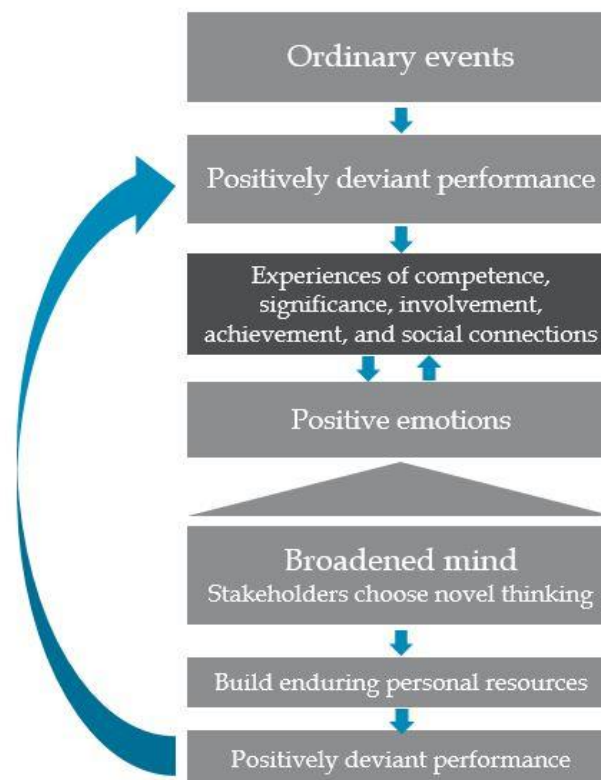 Ordinary events
Positively deviant performance
Experiences of competence,
significance, involvement,
achievement, and social connections
Positive emotions
Broadened mind
Stakeholders choose novel thinking
Build enduring personal resources
Positively deviant performance